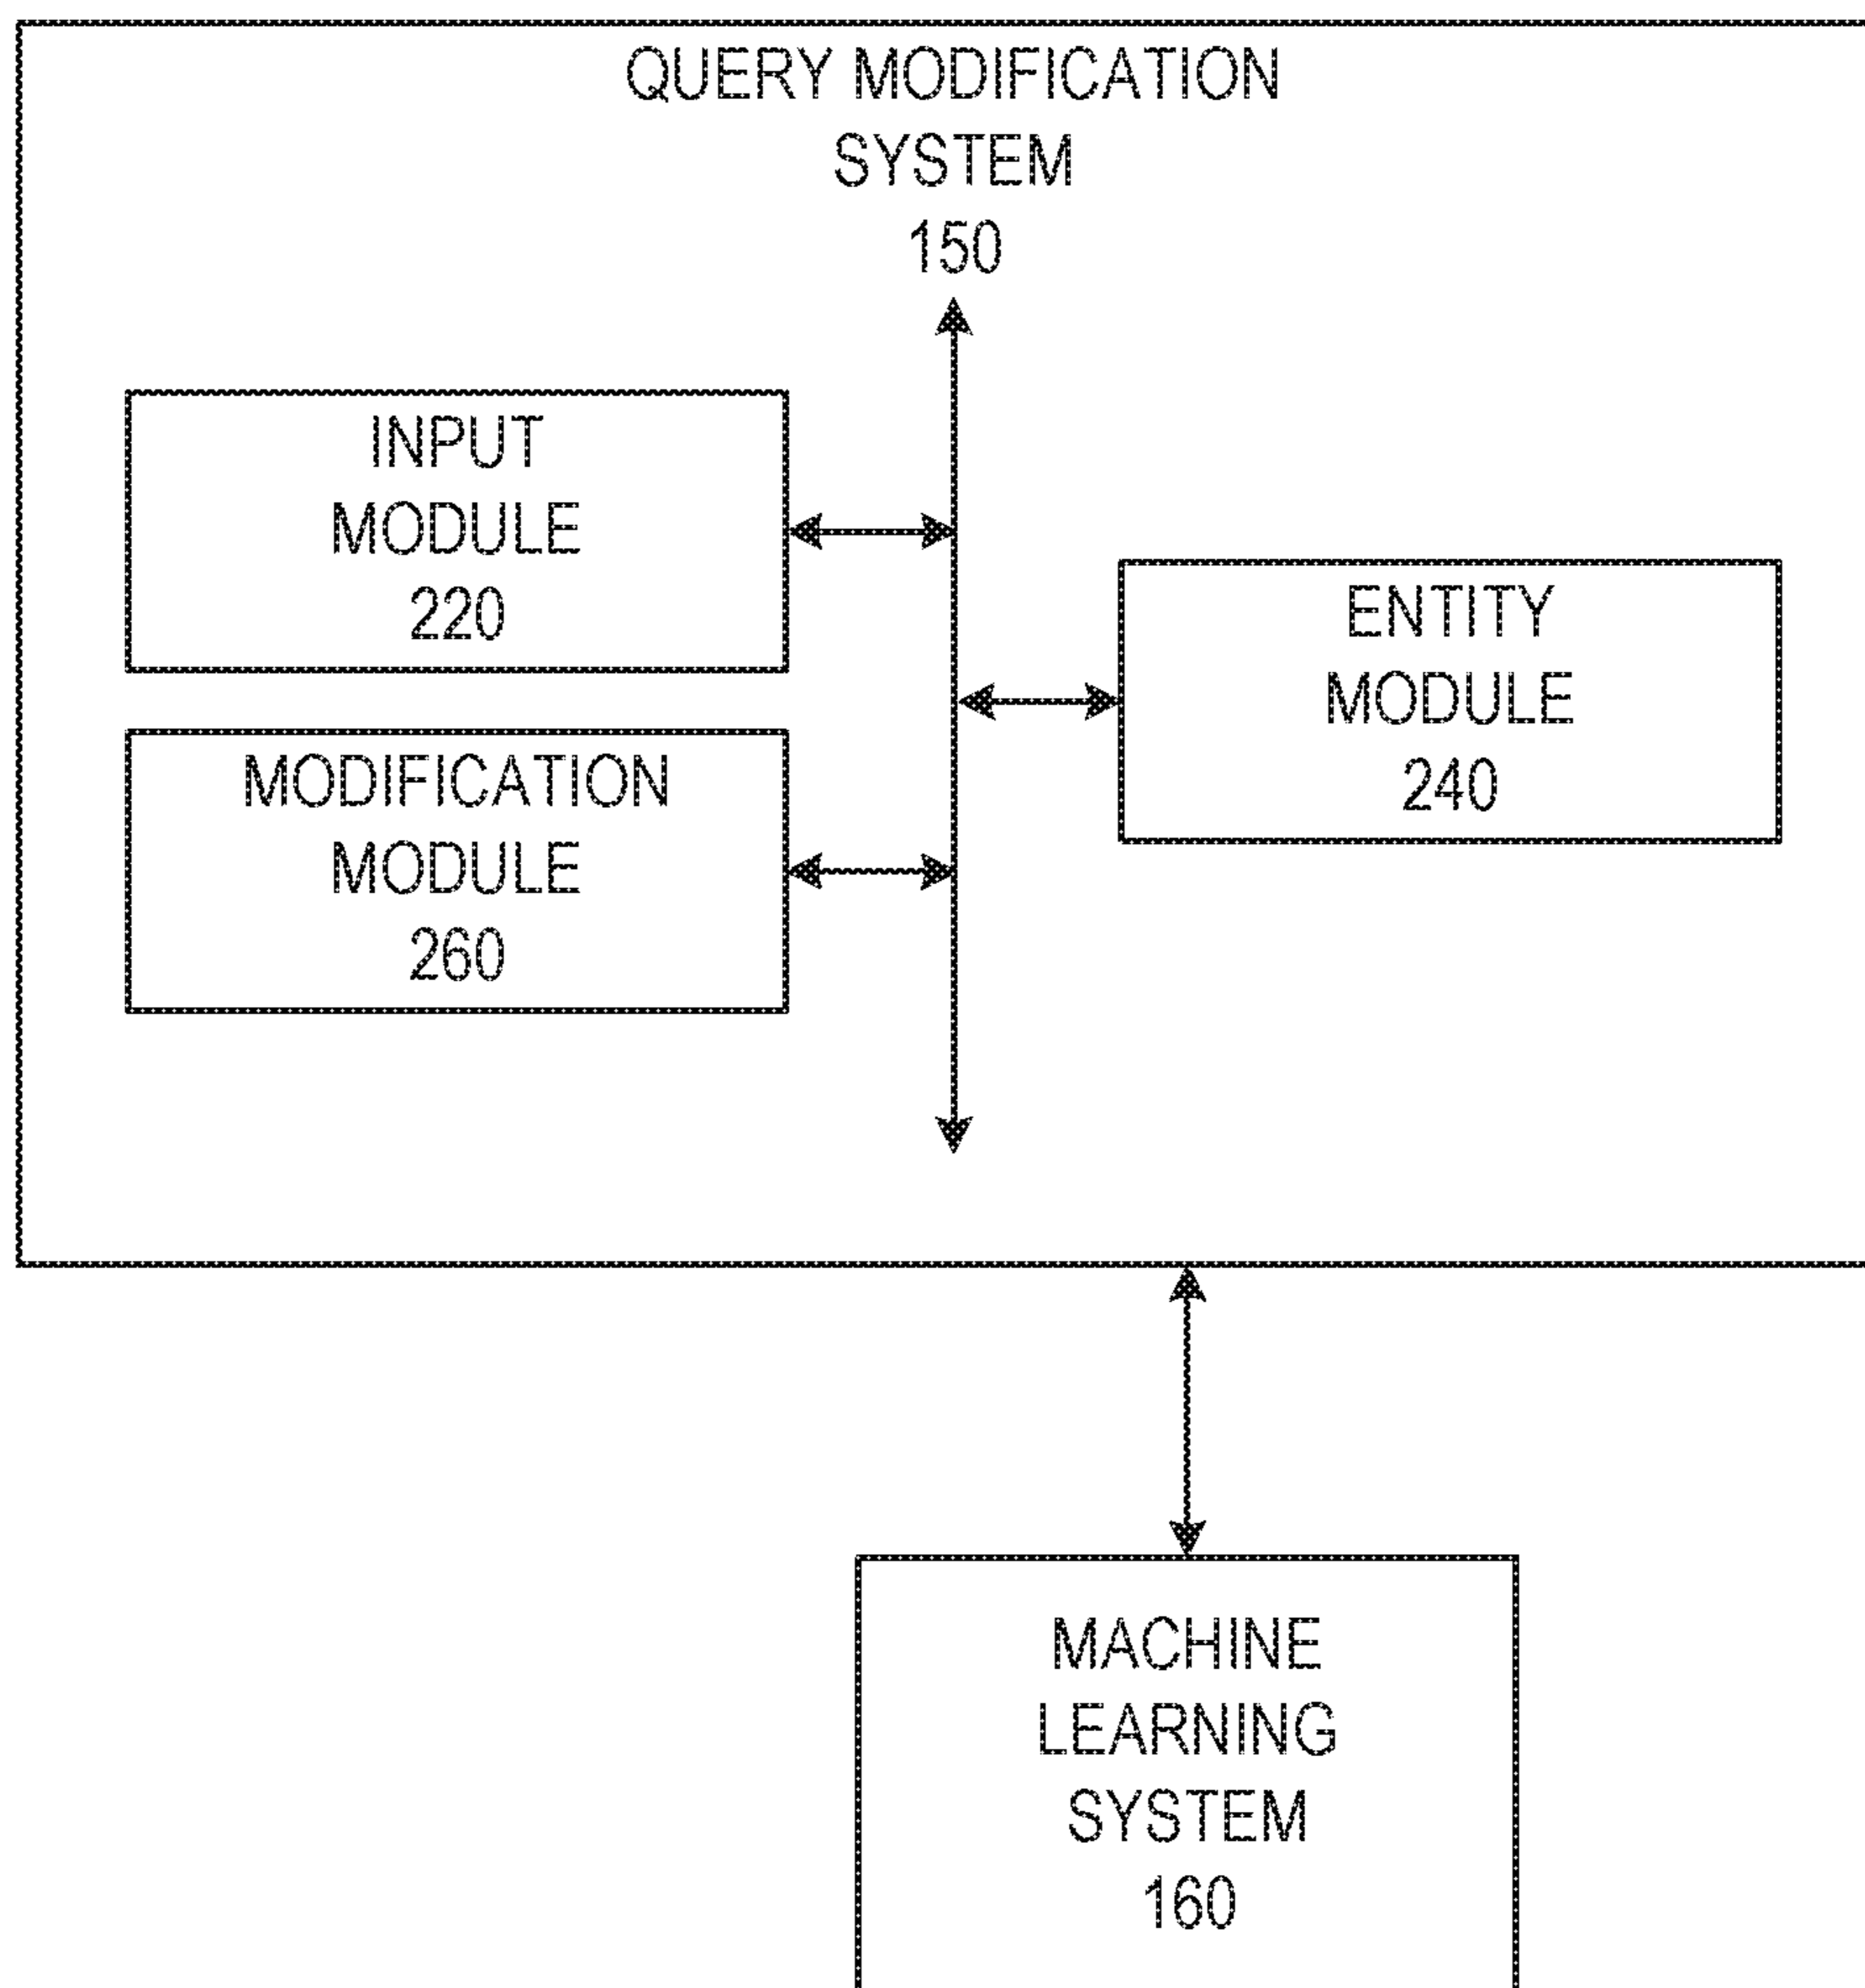 QUERY MODIFICATION
SYSTEM
150
INPUT
MODULE
220
ENTITY
MODULE
240
MODIFICATION
MODULE
260
MACHINE
LEARNING
SYSTEM
160